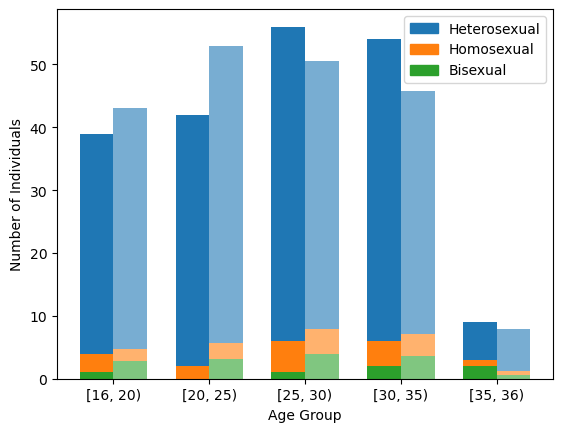 Heterosexual
Homosexual
Bisexual
50
40
30
20
10
0
Number of Individuals
[16, 20)
[20, 25)
[25, 30)
[30, 35)
[35, 36)
Age Group